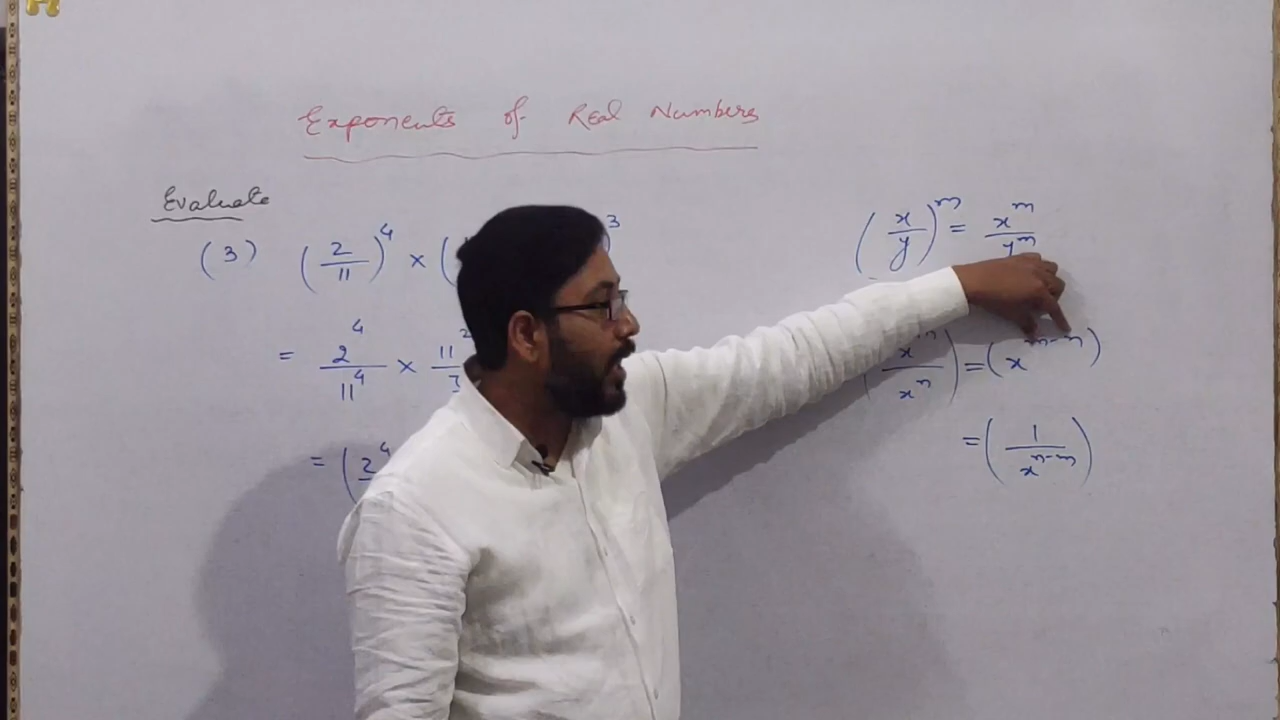 Exponents of Real Numbers
Evaluate
(3) (2/11)^4 × ( )^3
= 2^4/11^4 × 11^2/3
= (2^4
(x/y)^m = x^m/y^m
(x^m/x^n) = (x^{m-n})
= (1/x^{n-m})